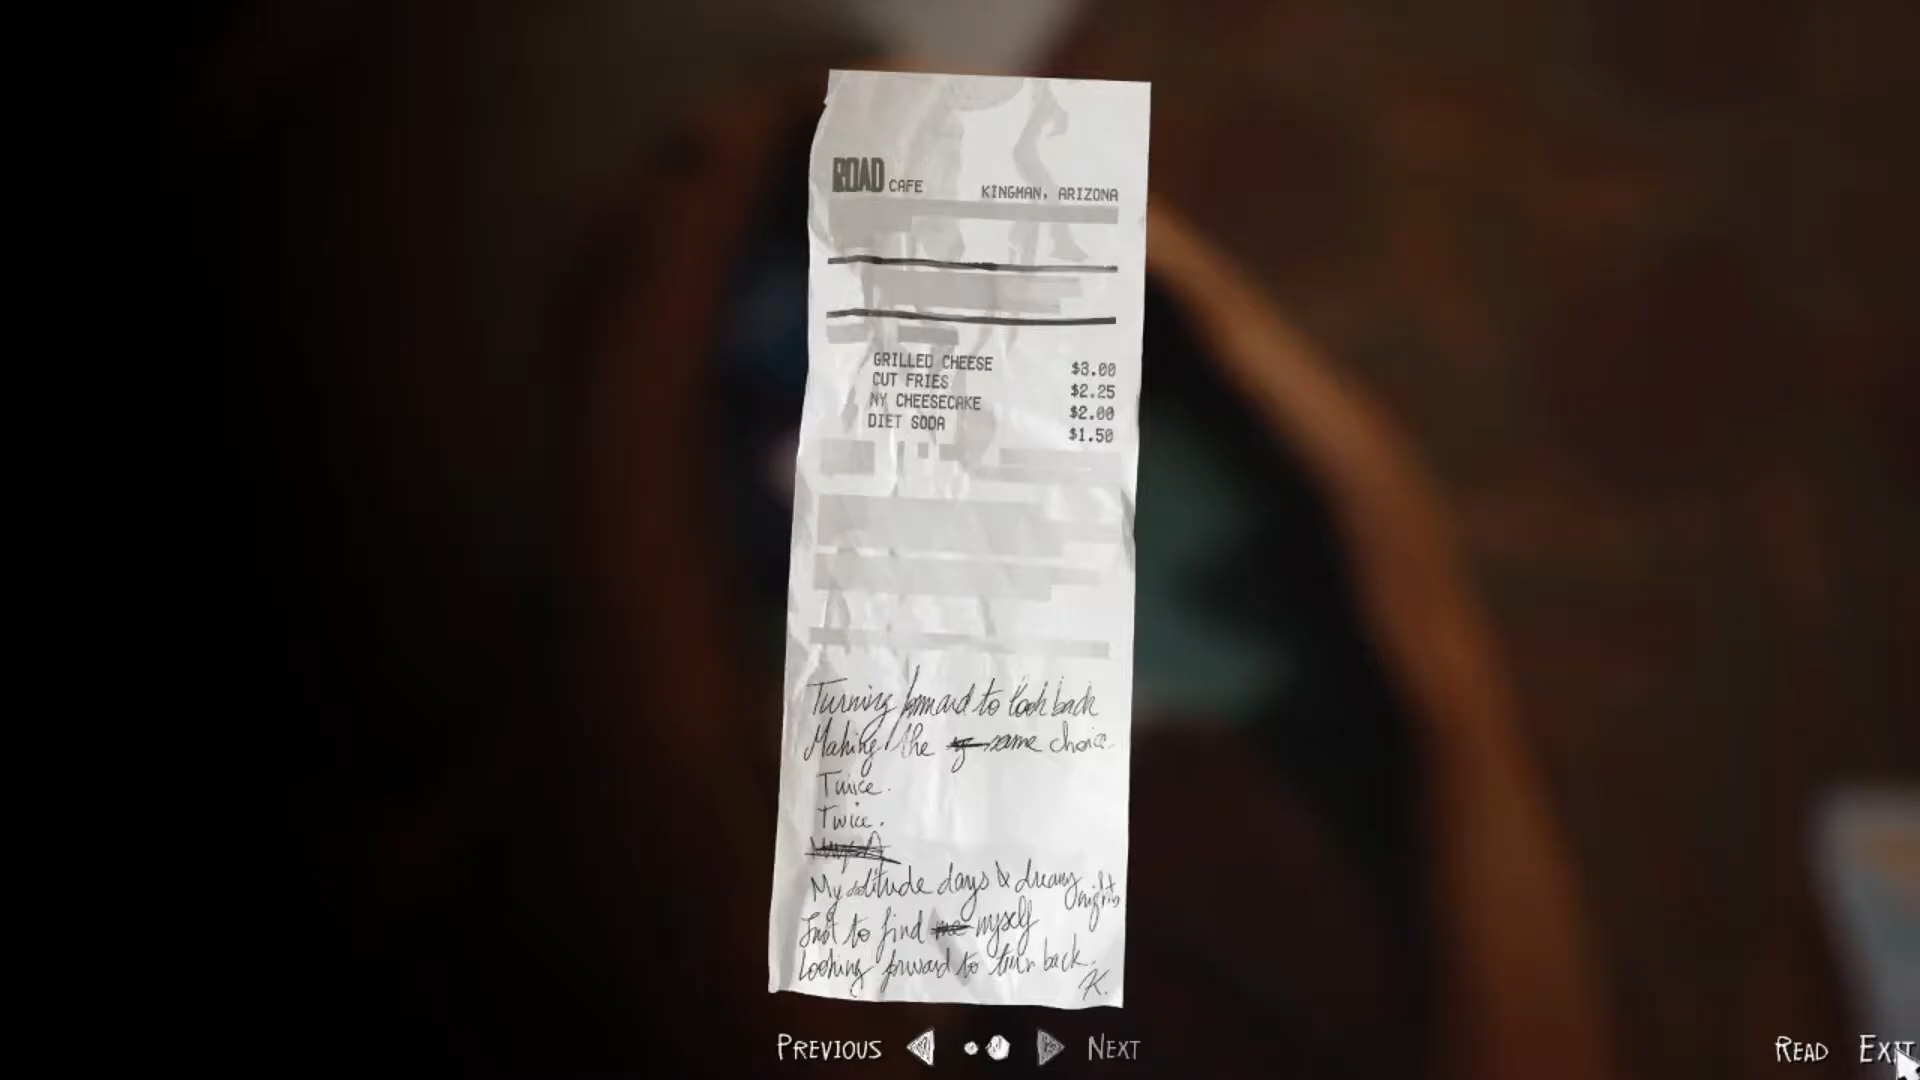 ROAD CAFE KINGMAN, ARIZONA
GRILLED CHEESE $3.00
CUT FRIES $2.25
NY CHEESECAKE $2.00
DIET SODA $1.50
Turning forward to look back
Making the same choice
Twice.
Twice.
My solitude days & dreamy nights
Just to find me myself
Looking forward to turn back.
K.
PREVIOUS NEXT
READ EXIT